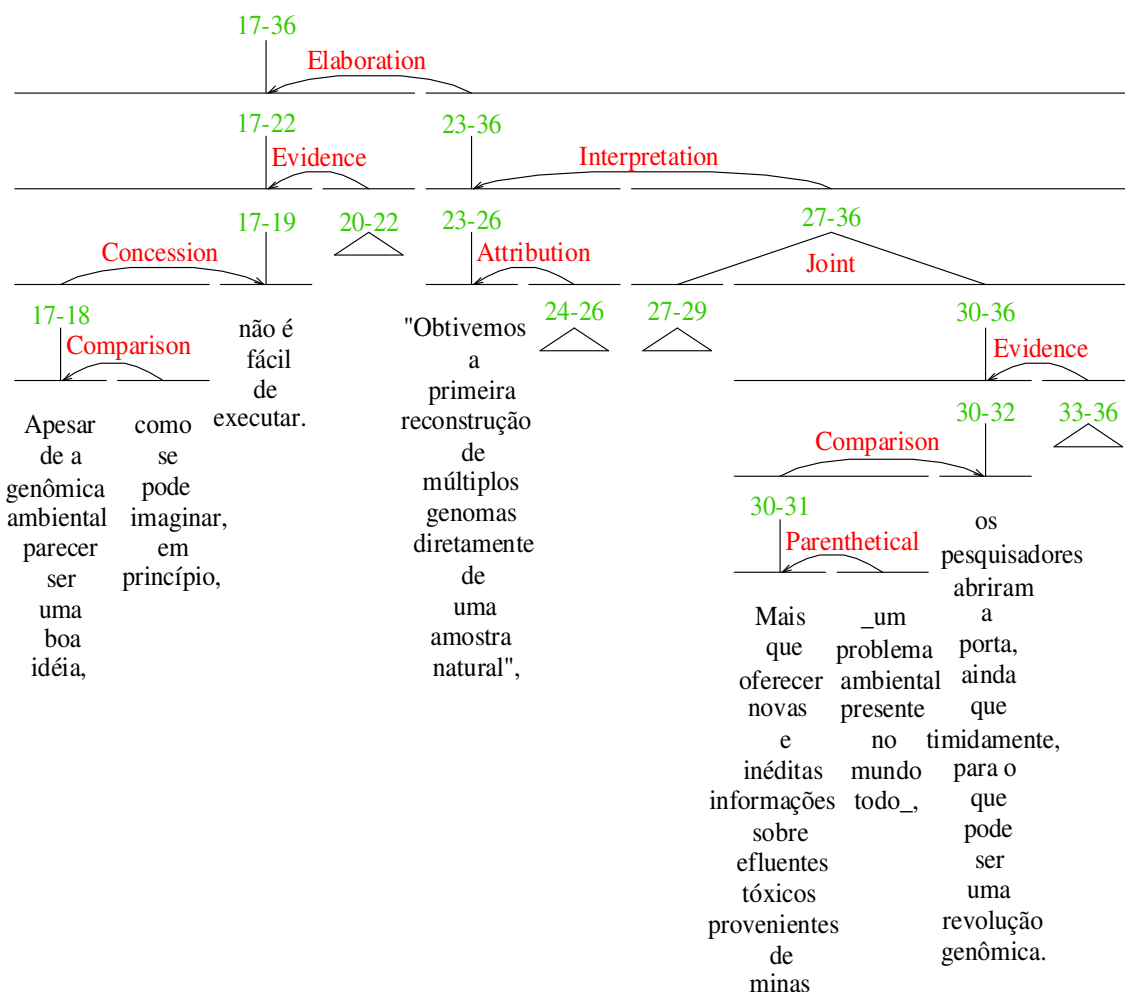 17-36
Elaboration
17-22
23-36
Evidence
Interpretation
17-19
20-22
23-26
27-36
Concession
Attribution
Joint
17-18
Comparison
não é
fácil
de
executar.
"Obtivemos
a
primeira
reconstrução
de
múltiplos
genomas
diretamente
de
uma
amostra
natural",
24-26
27-29
30-36
Evidence
Apesar
de a
genômica
ambiental
parecer
ser
uma
boa
idéia,
como
se
pode
imaginar,
em
princípio,
30-32
33-36
Comparison
30-31
Parenthetical
os
pesquisadores
abriram
a
porta,
ainda
que
timidamente,
para o
que
pode
ser
uma
revolução
genômica.
Mais
que
oferecer
novas
e
inéditas
informações
sobre
efluentes
tóxicos
provenientes
de
minas
_um
problema
ambiental
presente
no
mundo
todo_,